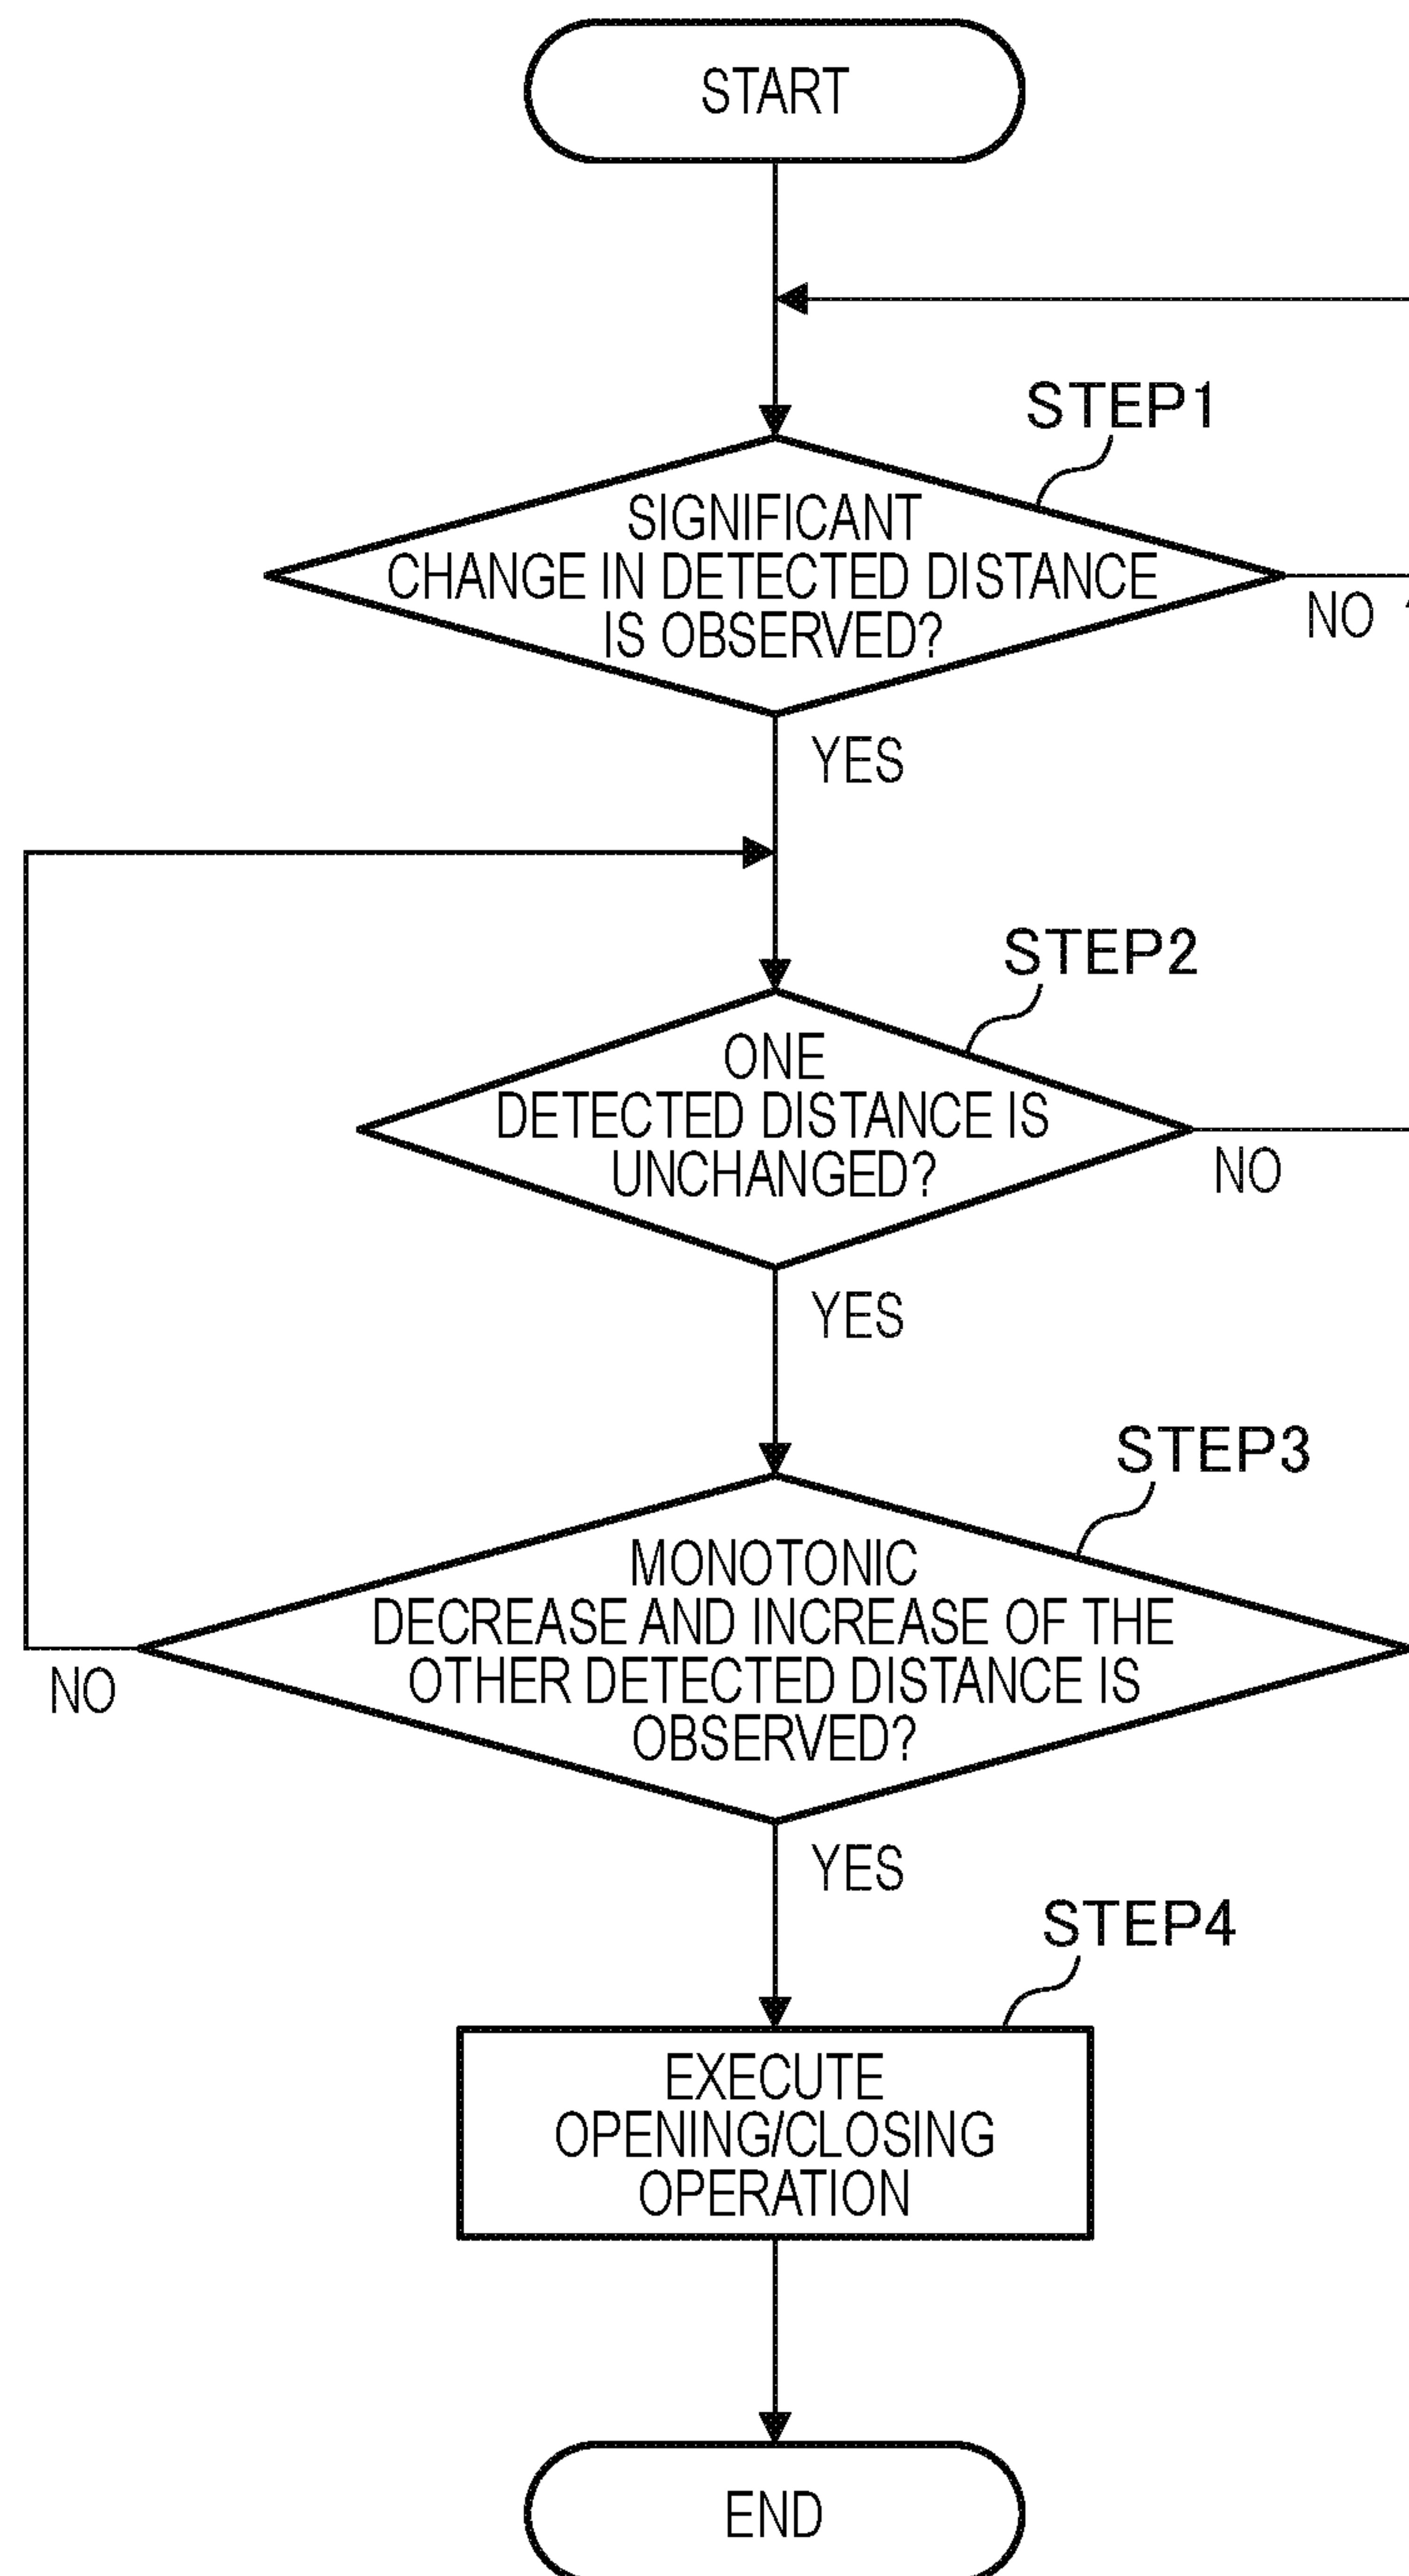 START
STEP1
SIGNIFICANT
CHANGE IN DETECTED DISTANCE
IS OBSERVED?
NO
YES
STEP2
ONE
DETECTED DISTANCE IS
UNCHANGED?
NO
YES
STEP3
MONOTONIC
DECREASE AND INCREASE OF THE
OTHER DETECTED DISTANCE IS
OBSERVED?
NO
YES
STEP4
EXECUTE
OPENING/CLOSING
OPERATION
END